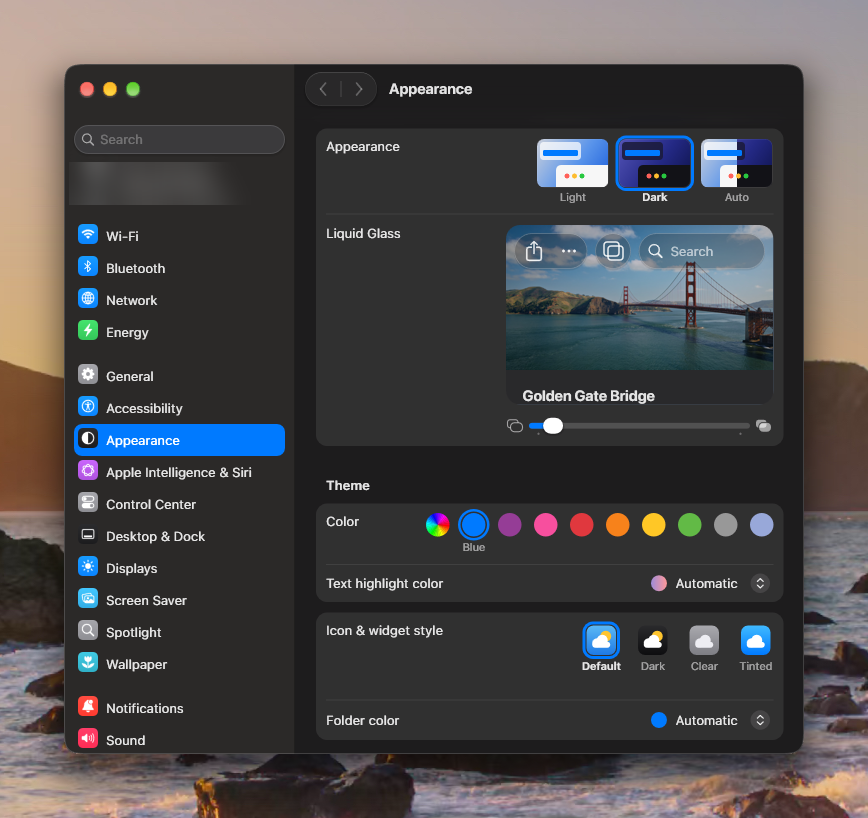 Search
Wi-Fi
Bluetooth
Network
Energy
General
Accessibility
Appearance
Apple Intelligence & Siri
Control Center
Desktop & Dock
Displays
Screen Saver
Spotlight
Wallpaper
Notifications
Sound
Appearance
Appearance
Light
Dark
Auto
Liquid Glass
Search
Golden Gate Bridge
Theme
Color
Blue
Text highlight color
Automatic
Icon & widget style
Default
Dark
Clear
Tinted
Folder color
Automatic